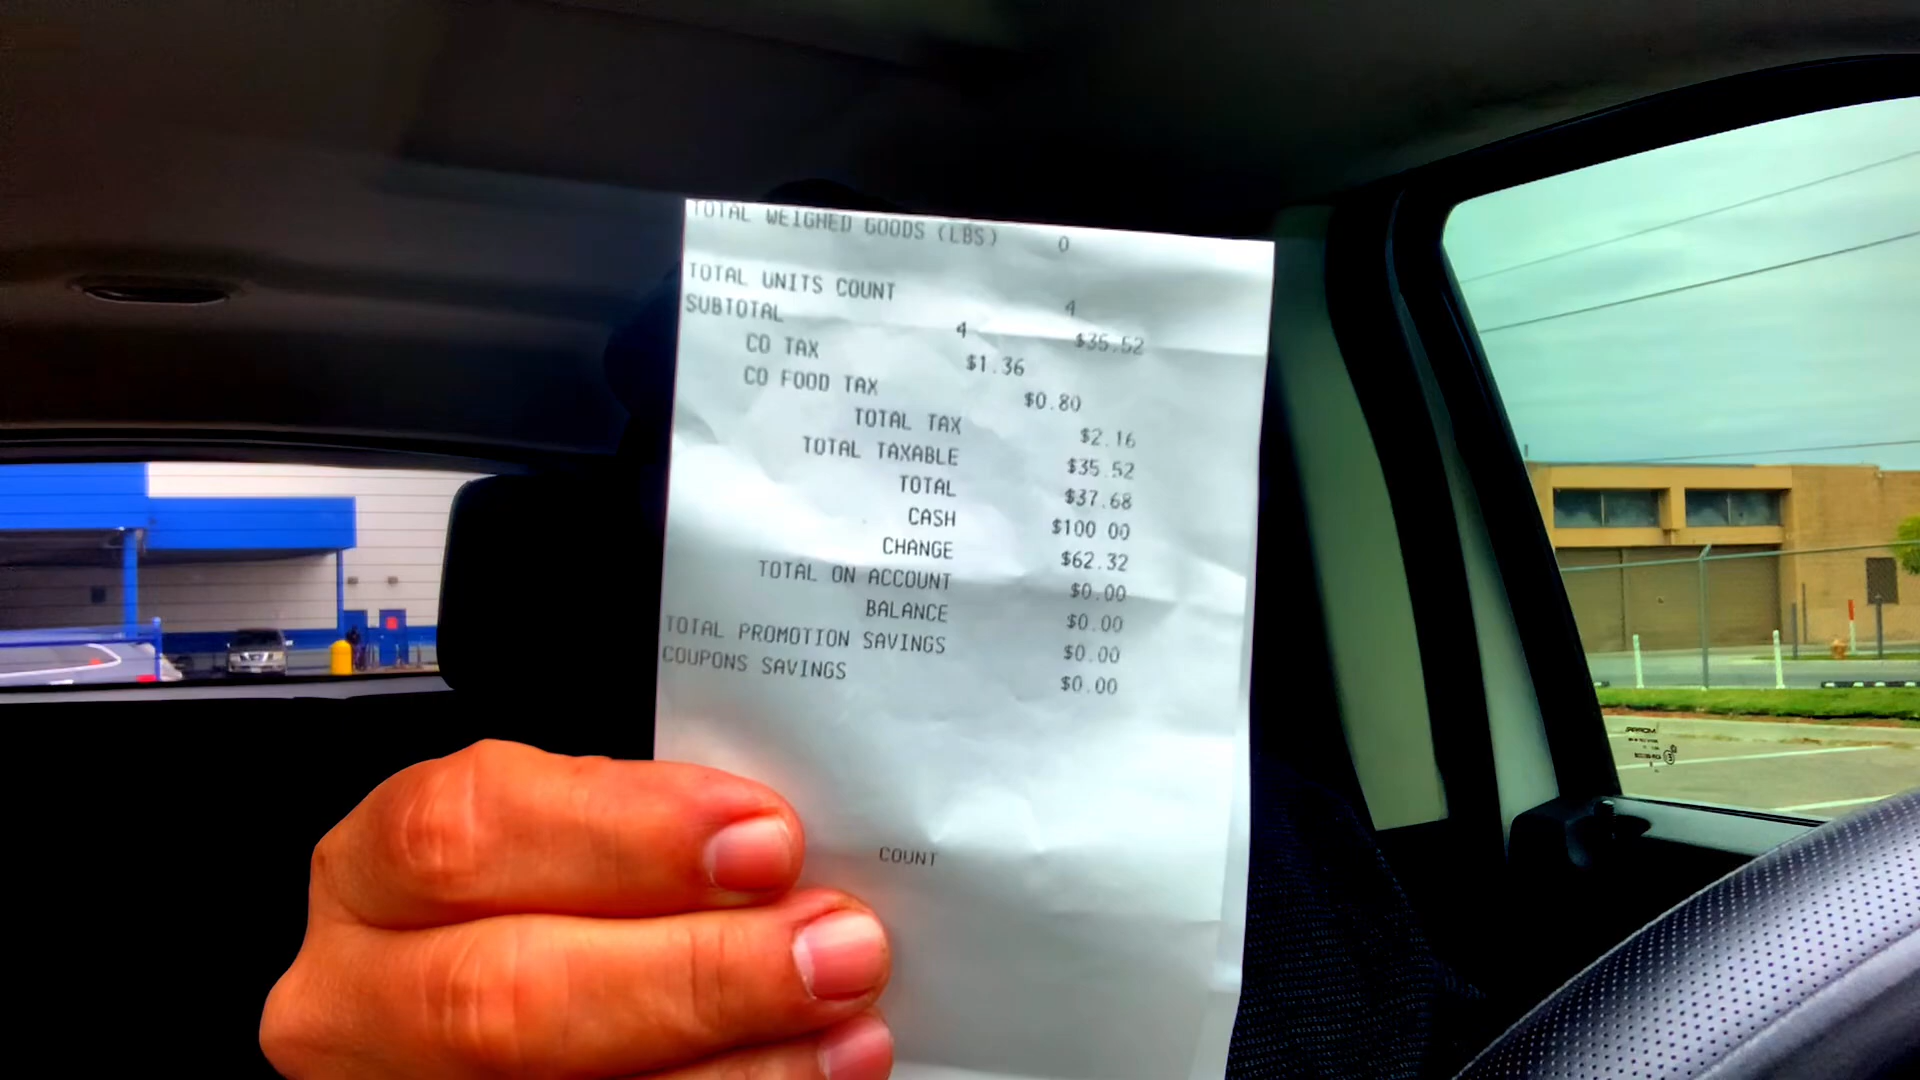 TOTAL WEIGHED GOODS (LBS) 0
TOTAL UNITS COUNT 4
SUBTOTAL 4 $35.52
CO TAX $1.36
CO FOOD TAX $0.80
TOTAL TAX $2.16
TOTAL TAXABLE $35.52
TOTAL $37.68
CASH $100 00
CHANGE $62.32
TOTAL ON ACCOUNT $0.00
BALANCE $0.00
TOTAL PROMOTION SAVINGS $0.00
COUPONS SAVINGS $0.00
COUNT